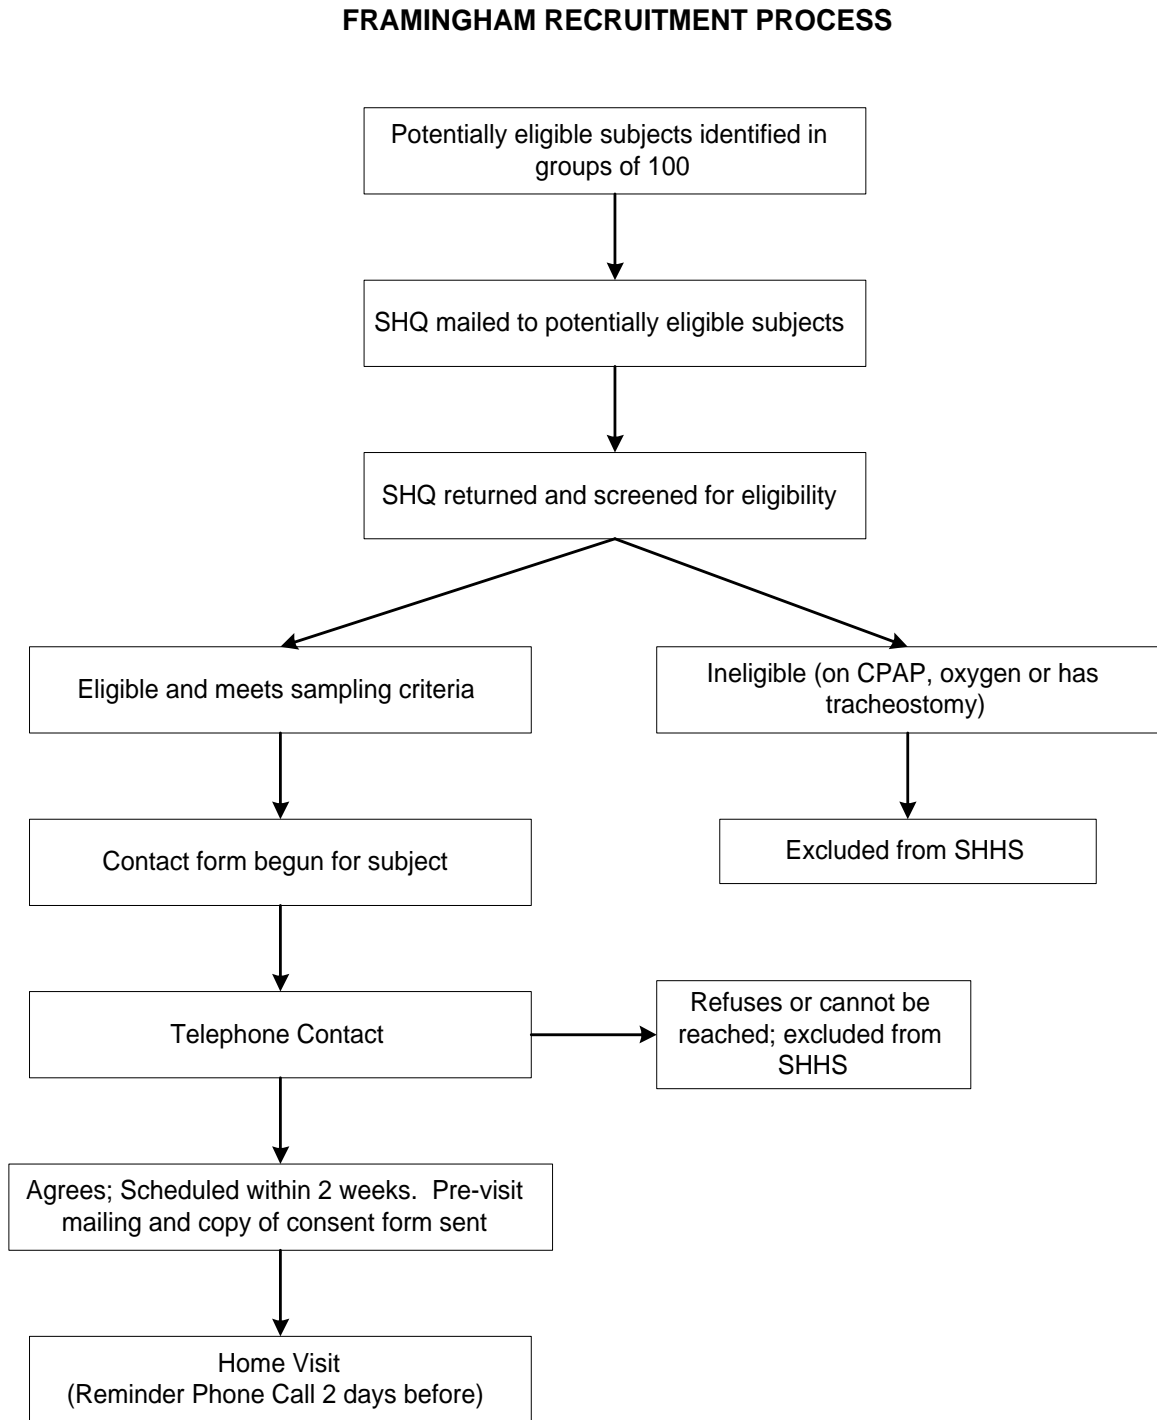 FRAMINGHAM RECRUITMENT PROCESS
Potentially eligible subjects identified in
groups of 100
SHQ mailed to potentially eligible subjects
SHQ returned and screened for eligibility
Eligible and meets sampling criteria
Ineligible (on CPAP, oxygen or has
tracheostomy)
Contact form begun for subject
Excluded from SHHS
Telephone Contact
Refuses or cannot be
reached; excluded from
SHHS
Agrees; Scheduled within 2 weeks.  Pre-visit
mailing and copy of consent form sent
Home Visit
(Reminder Phone Call 2 days before)